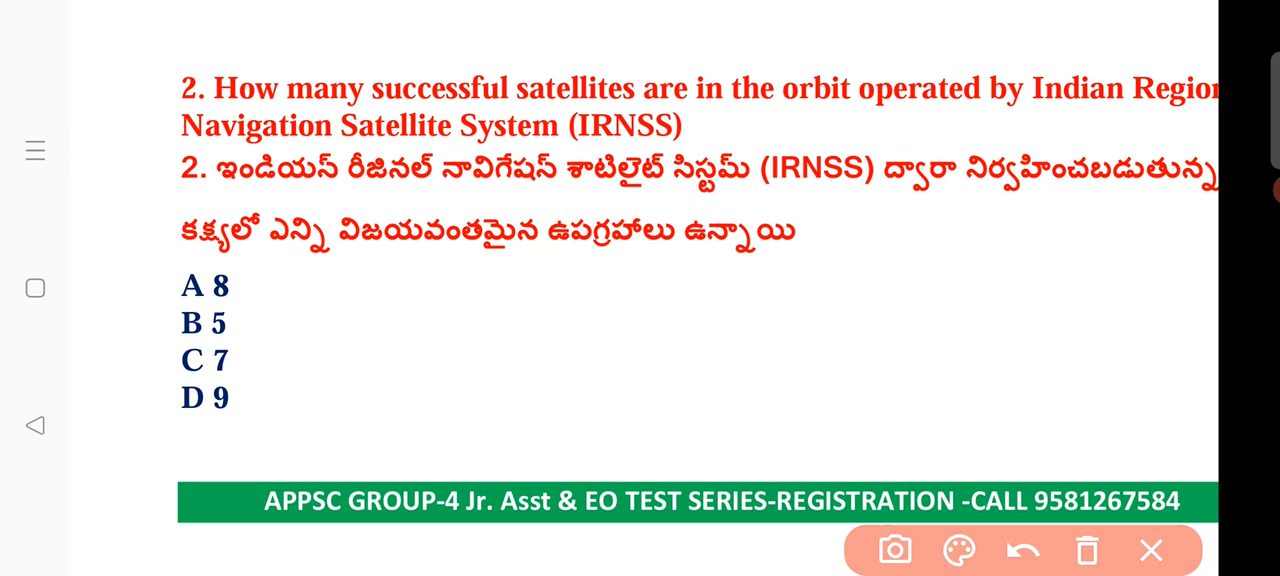 2. How many successful satellites are in the orbit operated by Indian
Navigation Satellite System (IRNSS)
2. ఇండియన్ రీజినల్ నావిగేషన్ శాటిలైట్ సిస్టమ్ (IRNSS) ద్వారా నిర్వహించబడుతున్న
కక్ష్యలో ఎన్ని విజయవంతమైన ఉపగ్రహాలు ఉన్నాయి
A 8
B 5
C 7
D 9
APPSC GROUP-4 Jr. Asst & EO TEST SERIES-REGISTRATION -CALL 9581267584